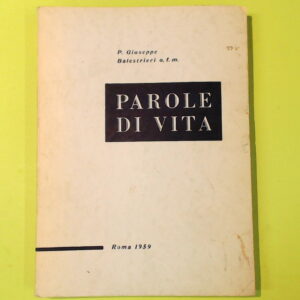 P. Giuseppe
Balestrieri o.f.m.
PAROLE
DI VITA
Roma 1959